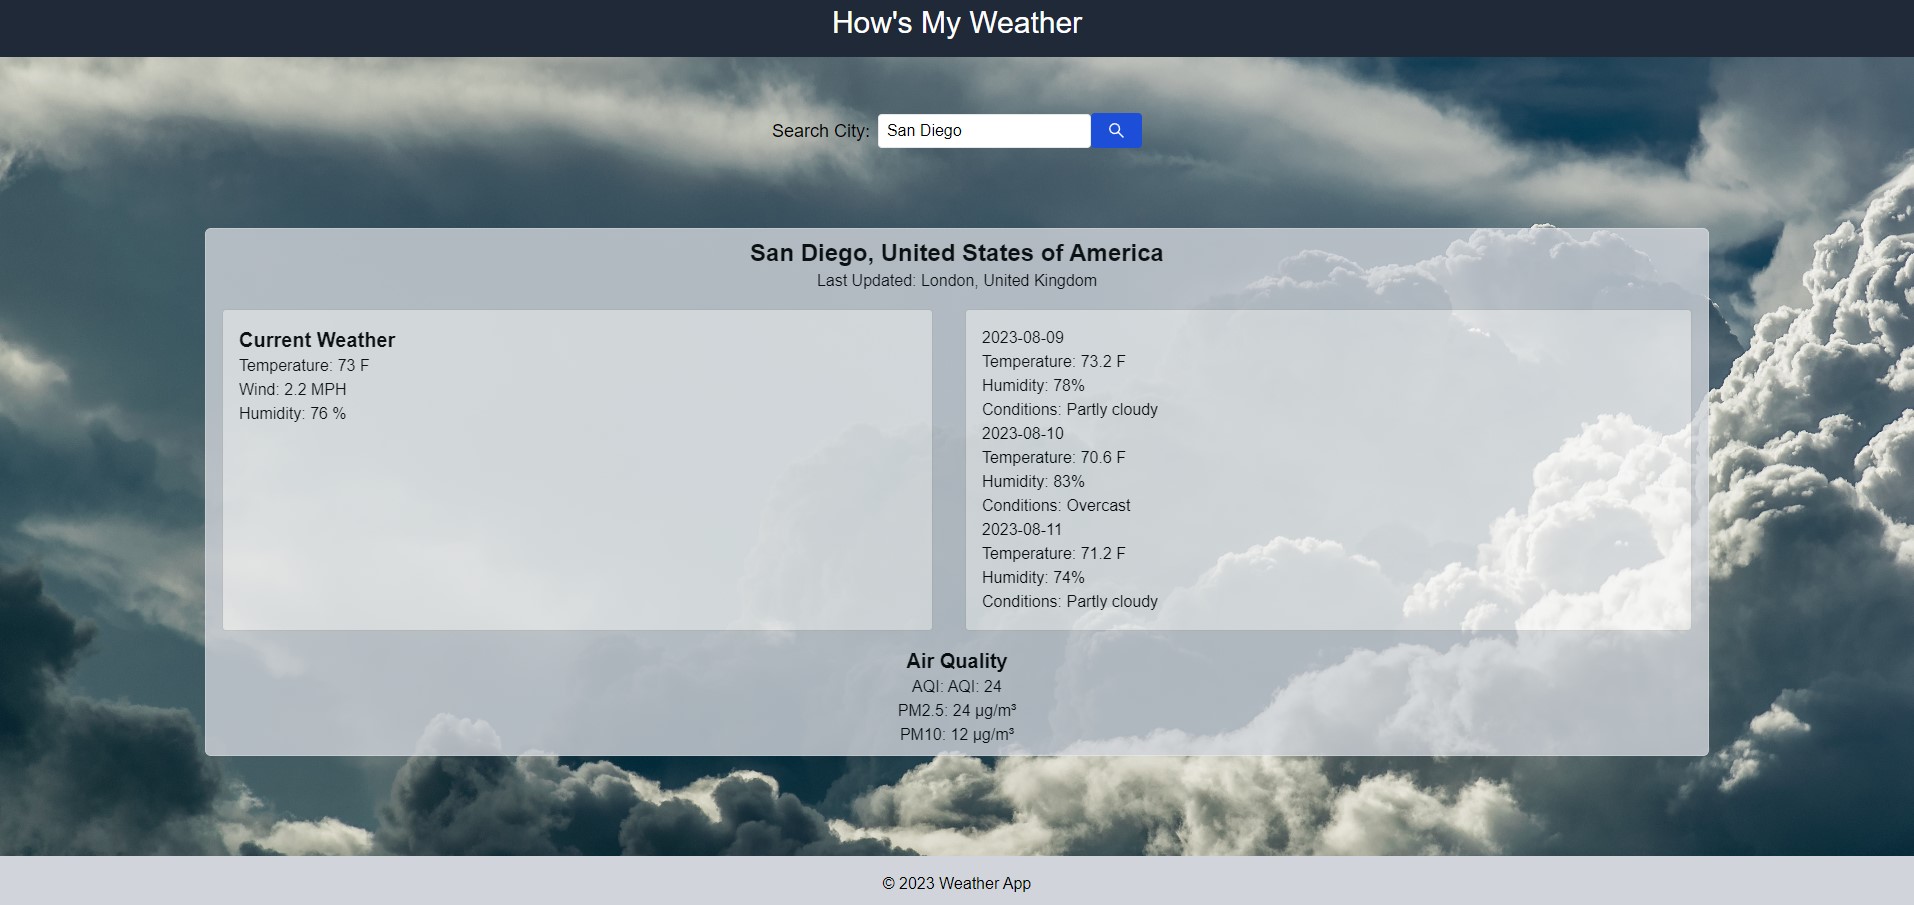 How's My Weather
Search City: San Diego
San Diego, United States of America
Last Updated: London, United Kingdom
Current Weather
Temperature: 73 F
Wind: 2.2 MPH
Humidity: 76 %
2023-08-09
Temperature: 73.2 F
Humidity: 78%
Conditions: Partly cloudy
2023-08-10
Temperature: 70.6 F
Humidity: 83%
Conditions: Overcast
2023-08-11
Temperature: 71.2 F
Humidity: 74%
Conditions: Partly cloudy
Air Quality
AQI: AQI: 24
PM2.5: 24 µg/m³
PM10: 12 µg/m³
© 2023 Weather App